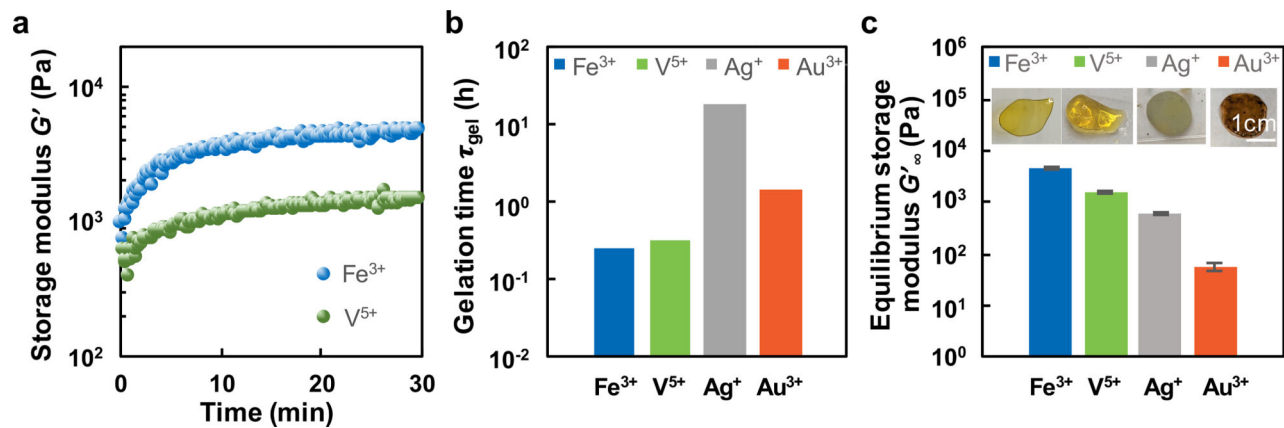 a
Storage modulus G′ (Pa)
10⁴
10³
10²
0
10
20
30
Time (min)
Fe³⁺
V⁵⁺
b
Gelation time τgel (h)
10²
10¹
10⁰
10⁻¹
10⁻²
Fe³⁺ V⁵⁺ Ag⁺ Au³⁺
Fe³⁺ V⁵⁺ Ag⁺ Au³⁺
c
Equilibrium storage
modulus G′∞ (Pa)
10⁶
10⁵
10⁴
10³
10²
10¹
10⁰
Fe³⁺ V⁵⁺ Ag⁺ Au³⁺
1cm
Fe³⁺ V⁵⁺ Ag⁺ Au³⁺